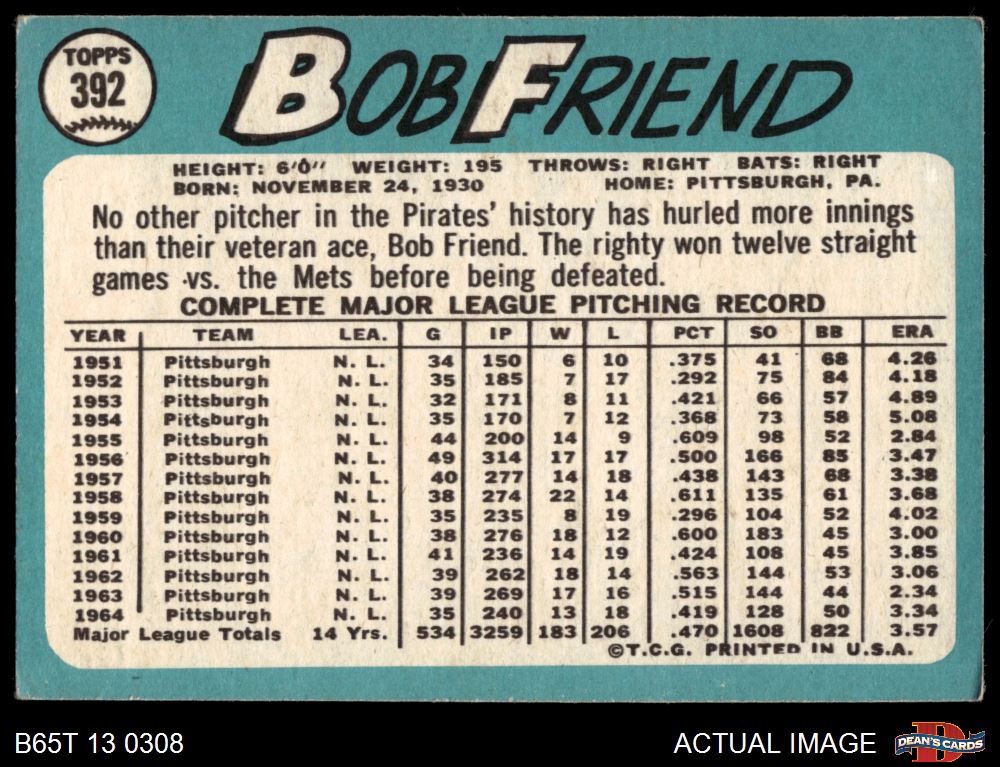 TOPPS
392
BOB FRIEND
HEIGHT: 6'0" WEIGHT: 195 THROWS: RIGHT BATS: RIGHT
BORN: NOVEMBER 24, 1930 HOME: PITTSBURGH, PA.
No other pitcher in the Pirates' history has hurled more innings
than their veteran ace, Bob Friend. The righty won twelve straight
games vs. the Mets before being defeated.
COMPLETE MAJOR LEAGUE PITCHING RECORD
YEAR TEAM LEA. G IP W L PCT SO BB ERA
1951 Pittsburgh N. L. 34 150 6 10 .375 41 68 4.26
1952 Pittsburgh N. L. 35 185 7 17 .292 75 84 4.18
1953 Pittsburgh N. L. 32 171 8 11 .421 66 57 4.89
1954 Pittsburgh N. L. 35 170 7 12 .368 73 58 5.08
1955 Pittsburgh N. L. 44 200 14 9 .609 98 52 2.84
1956 Pittsburgh N. L. 49 314 17 17 .500 166 85 3.47
1957 Pittsburgh N. L. 40 277 14 18 .438 143 68 3.38
1958 Pittsburgh N. L. 38 274 22 14 .611 135 61 3.68
1959 Pittsburgh N. L. 35 235 8 19 .296 104 52 4.02
1960 Pittsburgh N. L. 38 276 18 12 .600 183 45 3.00
1961 Pittsburgh N. L. 41 236 14 19 .424 108 45 3.85
1962 Pittsburgh N. L. 39 262 18 14 .563 144 53 3.06
1963 Pittsburgh N. L. 39 269 17 16 .515 144 44 2.34
1964 Pittsburgh N. L. 35 240 13 18 .419 128 50 3.34
Major League Totals 14 Yrs. 534 3259 183 206 .470 1608 822 3.57
©T.C.G. PRINTED IN U.S.A.
B65T 13 0308 ACTUAL IMAGE D DEAN'S CARDS